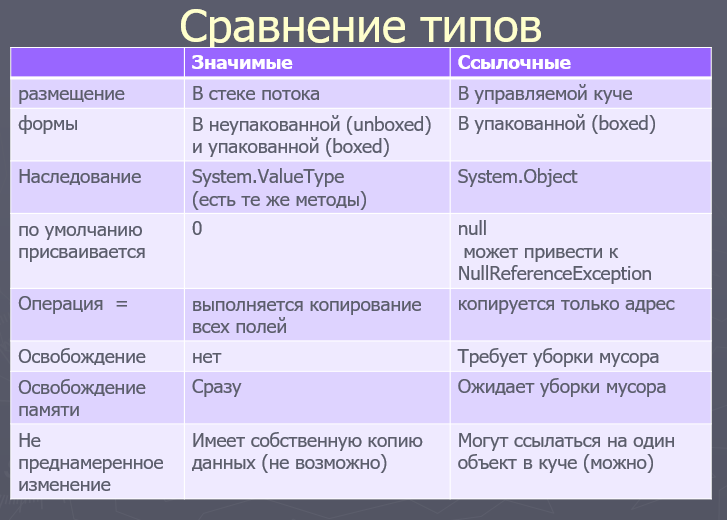 Сравнение типов
Значимые
Ссылочные
размещение
В стеке потока
В управляемой куче
формы
В неупакованной (unboxed)
и упакованной (boxed)
В упакованной (boxed)
Наследование
System.ValueType
(есть те же методы)
System.Object
по умолчанию
присваивается
0
null
может привести к
NullReferenceException
Операция =
выполняется копирование
всех полей
копируется только адрес
Освобождение
нет
Требует уборки мусора
Освобождение
памяти
Сразу
Ожидает уборки мусора
Не
преднамеренное
изменение
Имеет собственную копию
данных (не возможно)
Могут ссылаться на один
объект в куче (можно)